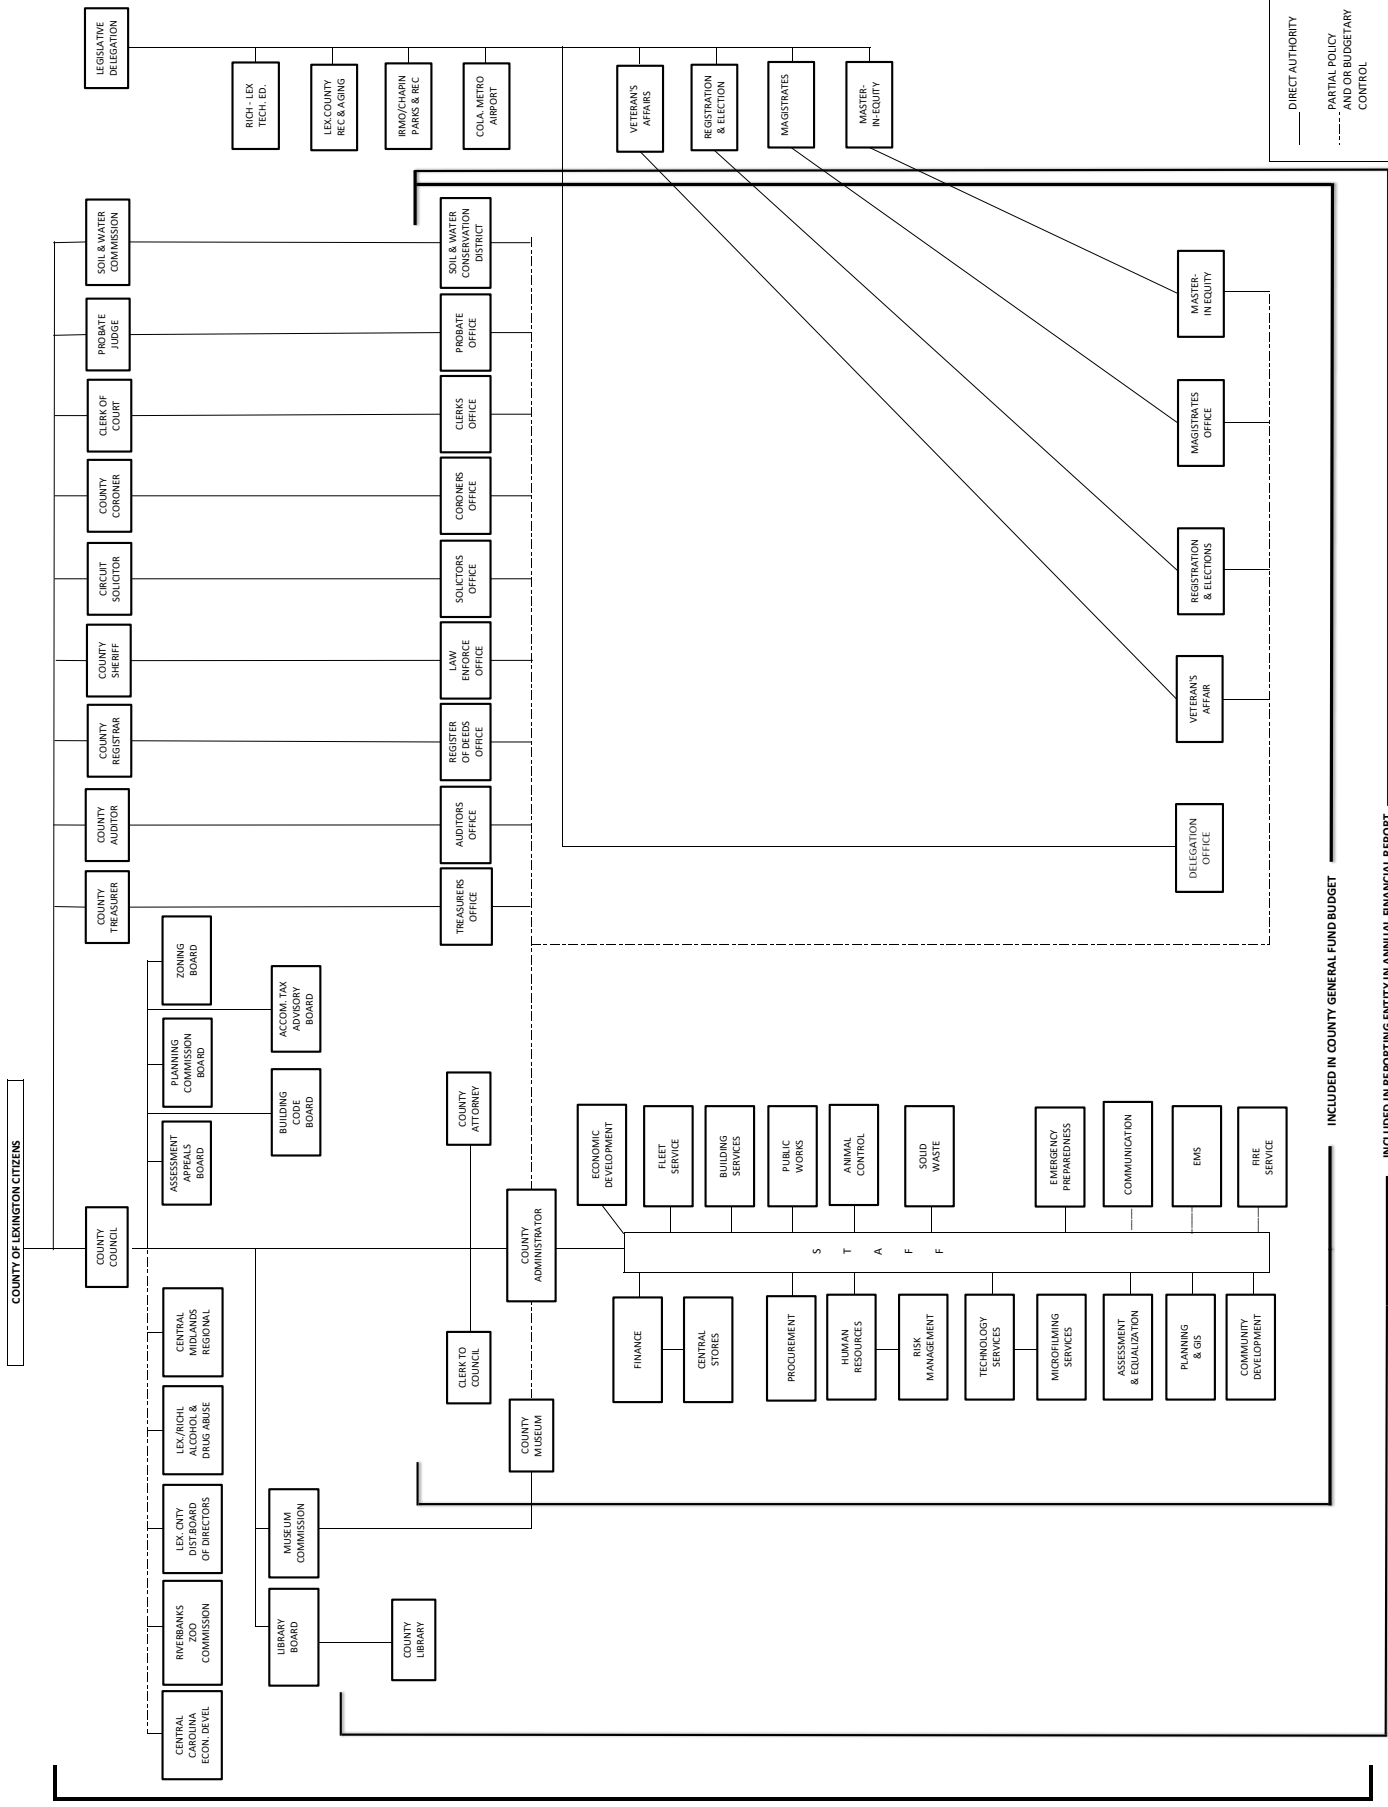 COUNTY OF LEXINGTON CITIZENS
COUNTY
COUNCIL
COUNTY
TREASURER
COUNTY
AUDITOR
COUNTY
REGISTRAR
COUNTY
SHERIFF
CIRCUIT
SOLICITOR
COUNTY
CORONER
CLERK OF
COURT
PROBATE
JUDGE
SOIL & WATER
COMMISSION
LEGISLATIVE
DELEGATION
CENTRAL
CAROLINA
ECON. DEVEL
RIVERBANKS
ZOO
COMMISSION
LEX. CNTY
DIST.BOARD
OF DIRECTORS
LEX./RICHL
ALCOHOL &
DRUG ABUSE
CENTRAL
MIDLANDS
REGIONAL
ASSESSMENT
APPEALS
BOARD
PLANNING
COMMISSION
BOARD
ZONING
BOARD
RICH - LEX
TECH. ED.
LEX.COUNTY
REC & AGING
IRMO/CHAPIN
PARKS & REC
COLA. METRO
AIRPORT
LIBRARY
BOARD
MUSEUM
COMMISSION
BUILDING
CODE
BOARD
ACCOM. TAX
ADVISORY
BOARD
COUNTY
LIBRARY
CLERK TO
COUNCIL
COUNTY
ATTORNEY
TREASURERS
OFFICE
AUDITORS
OFFICE
REGISTER
OF DEEDS
OFFICE
LAW
ENFORCE
OFFICE
SOLICTORS
OFFICE
CORONERS
OFFICE
CLERKS
OFFICE
PROBATE
OFFICE
SOIL & WATER
CONSERVATION
DISTRICT
COUNTY
MUSEUM
COUNTY
ADMINISTRATOR
VETERAN'S
AFFAIRS
REGISTRATION
& ELECTION
MAGISTRATES
MASTER-
IN-EQUITY
FINANCE
CENTRAL
STORES
PROCUREMENT
HUMAN
RESOURCES
RISK
MANAGEMENT
TECHNOLOGY
SERVICES
MICROFILMING
SERVICES
ASSESSMENT
& EQUALIZATION
PLANNING
& GIS
COMMUNITY
DEVELOPMENT
S T A F F
ECONOMIC
DEVELOPMENT
FLEET
SERVICE
BUILDING
SERVICES
PUBLIC
WORKS
ANIMAL
CONTROL
SOLID
WASTE
EMERGENCY
PREPAREDNESS
COMMUNICATION
EMS
FIRE
SERVICE
DELEGATION
OFFICE
VETERAN'S
AFFAIR
REGISTRATION
& ELECTIONS
MAGISTRATES
OFFICE
MASTER-
IN EQUITY
DIRECT AUTHORITY
PARTIAL POLICY
AND OR BUDGETARY
CONTROL
INCLUDED IN COUNTY GENERAL FUND BUDGET
INCLUDED IN REPORTING ENTITY IN ANNUAL FINANCIAL REPORT